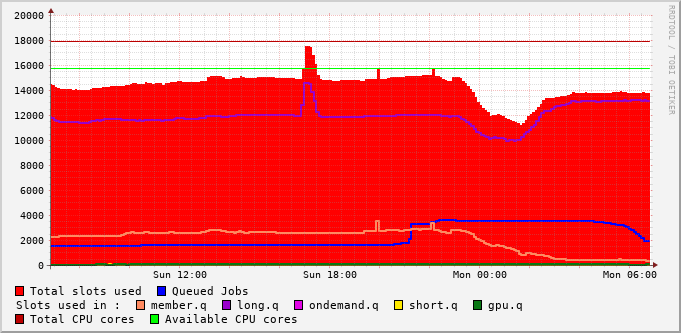 20000
18000
16000
14000
12000
10000
8000
6000
4000
2000
0
Sun 12:00 Sun 18:00 Mon 00:00 Mon 06:00
RRDTOOL / TOBI OETIKER
Total slots used Queued Jobs
Slots used in : member.q long.q ondemand.q short.q gpu.q
Total CPU cores Available CPU cores